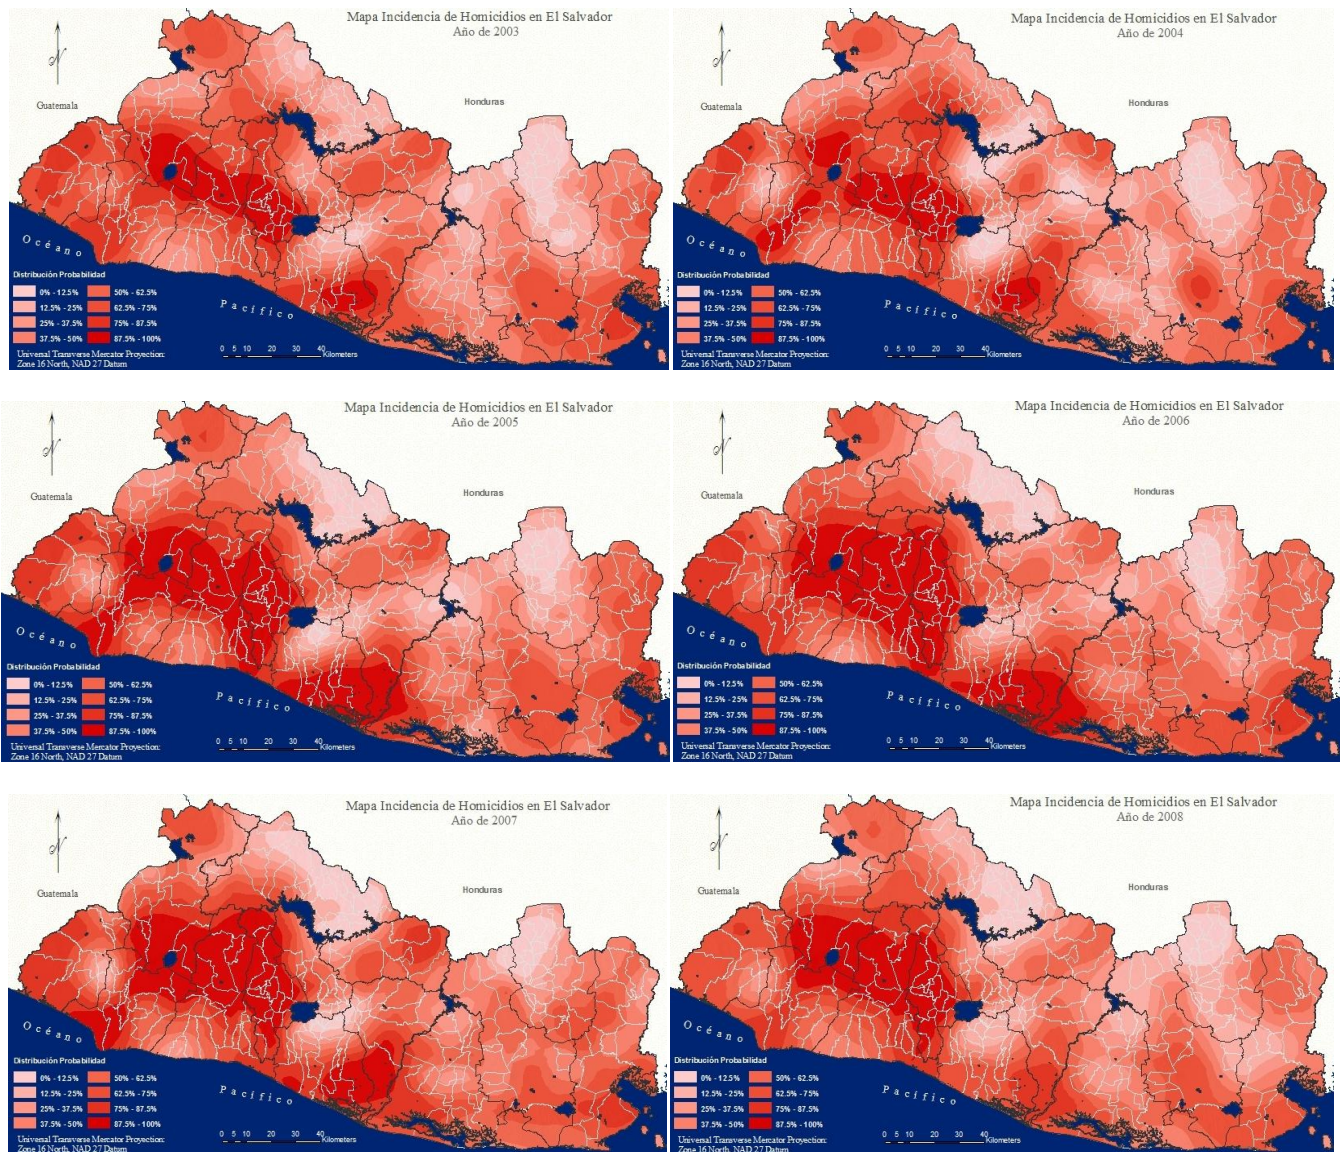 Mapa Incidencia de Homicidios en El Salvador
Año de 2003
N
Guatemala
Honduras
Océano
Pacífico
Distribución Probabilidad
0% - 12.5% 50% - 62.5%
12.5% - 25% 62.5% - 75%
25% - 37.5% 75% - 87.5%
37.5% - 50% 87.5% - 100%
0 5 10 20 30 40 Kilometers
Universal Transverse Mercator Proyection:
Zone 16 North, NAD 27 Datum
Mapa Incidencia de Homicidios en El Salvador
Año de 2004
N
Guatemala
Honduras
Océano
Pacífico
Distribución Probabilidad
0% - 12.5% 50% - 62.5%
12.5% - 25% 62.5% - 75%
25% - 37.5% 75% - 87.5%
37.5% - 50% 87.5% - 100%
0 5 10 20 30 40 Kilometers
Universal Transverse Mercator Proyection:
Zone 16 North, NAD 27 Datum
Mapa Incidencia de Homicidios en El Salvador
Año de 2005
N
Guatemala
Honduras
Océano
Pacífico
Distribución Probabilidad
0% - 12.5% 50% - 62.5%
12.5% - 25% 62.5% - 75%
25% - 37.5% 75% - 87.5%
37.5% - 50% 87.5% - 100%
0 5 10 20 30 40 Kilometers
Universal Transverse Mercator Proyection:
Zone 16 North, NAD 27 Datum
Mapa Incidencia de Homicidios en El Salvador
Año de 2006
N
Guatemala
Honduras
Océano
Pacífico
Distribución Probabilidad
0% - 12.5% 50% - 62.5%
12.5% - 25% 62.5% - 75%
25% - 37.5% 75% - 87.5%
37.5% - 50% 87.5% - 100%
0 5 10 20 30 40 Kilometers
Universal Transverse Mercator Proyection:
Zone 16 North, NAD 27 Datum
Mapa Incidencia de Homicidios en El Salvador
Año de 2007
N
Guatemala
Honduras
Océano
Pacífico
Distribución Probabilidad
0% - 12.5% 50% - 62.5%
12.5% - 25% 62.5% - 75%
25% - 37.5% 75% - 87.5%
37.5% - 50% 87.5% - 100%
0 5 10 20 30 40 Kilometers
Universal Transverse Mercator Proyection:
Zone 16 North, NAD 27 Datum
Mapa Incidencia de Homicidios en El Salvador
Año de 2008
N
Guatemala
Honduras
Océano
Pacífico
Distribución Probabilidad
0% - 12.5% 50% - 62.5%
12.5% - 25% 62.5% - 75%
25% - 37.5% 75% - 87.5%
37.5% - 50% 87.5% - 100%
0 5 10 20 30 40 Kilometers
Universal Transverse Mercator Proyection:
Zone 16 North, NAD 27 Datum